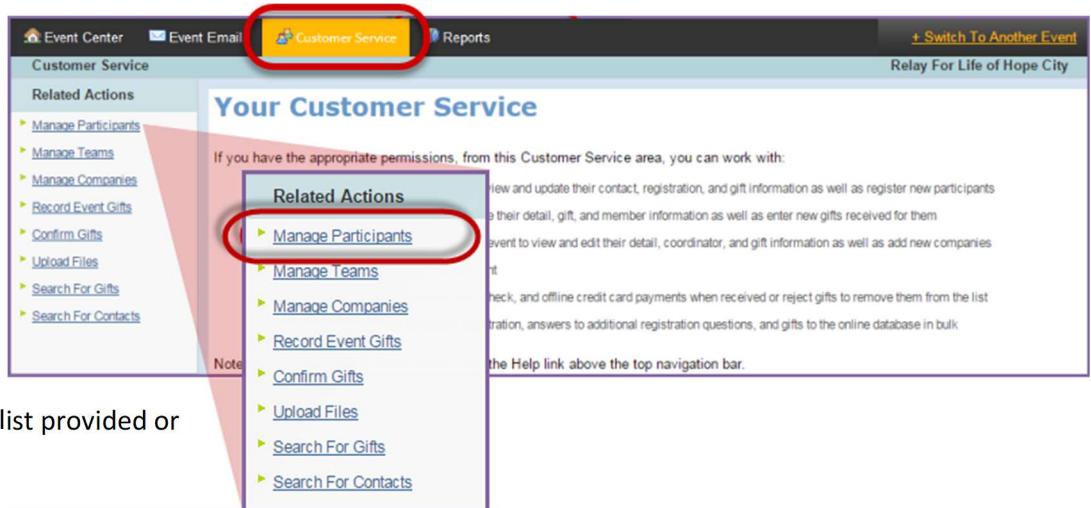 Event Center Event Email Customer Service Reports + Switch To Another Event
Customer Service Relay For Life of Hope City
Related Actions
Manage Participants
Manage Teams
Manage Companies
Record Event Gifts
Confirm Gifts
Upload Files
Search For Gifts
Search For Contacts
Your Customer Service
If you have the appropriate permissions, from this Customer Service area, you can work with:
view and update their contact, registration, and gift information as well as register new participants
their detail, gift, and member information as well as enter new gifts received for them
event to view and edit their detail, coordinator, and gift information as well as add new companies
and offline credit card payments when received or reject gifts to remove them from the list
answers to additional registration questions, and gifts to the online database in bulk
Note the Help link above the top navigation bar.
Related Actions
Manage Participants
Manage Teams
Manage Companies
Record Event Gifts
Confirm Gifts
Upload Files
Search For Gifts
Search For Contacts
list provided or